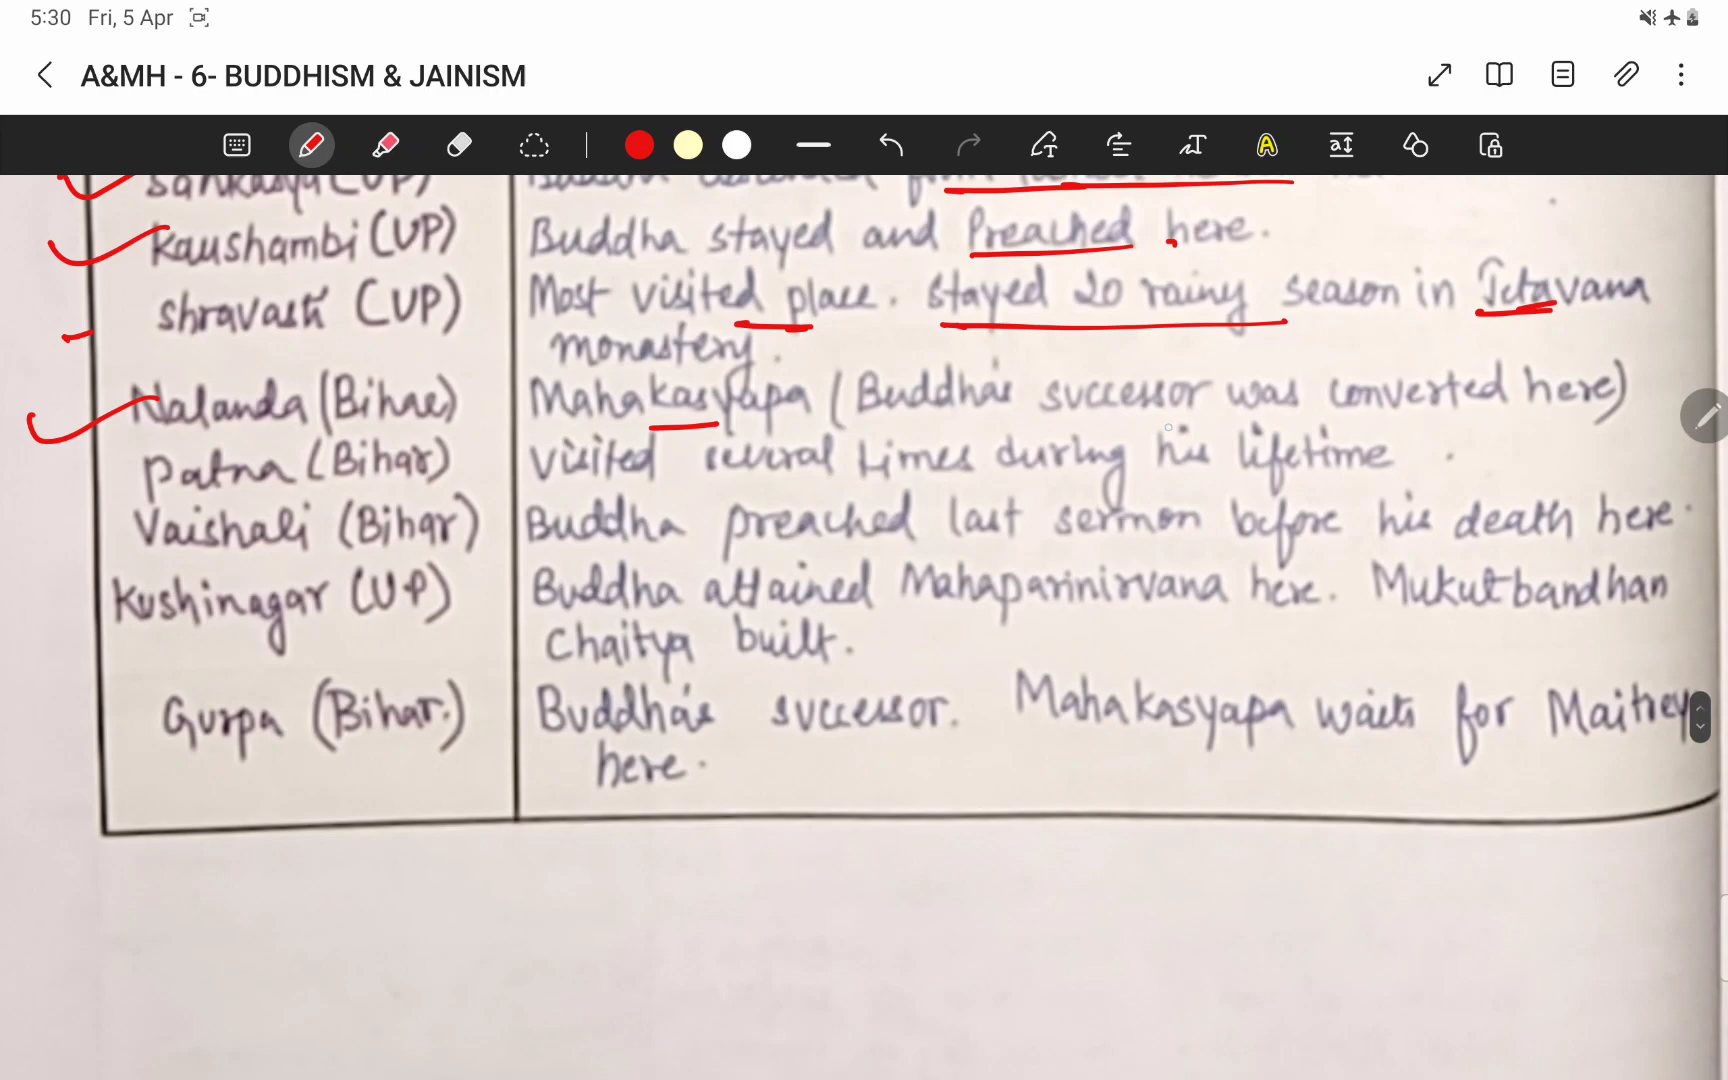 5:30 Fri, 5 Apr
A&MH - 6- BUDDHISM & JAINISM
Sankasya (UP)
Kaushambi (UP) Buddha stayed and Preached here.
Shravasti (UP) Most visited place. Stayed 20 rainy season in Jetavana
monastery.
Nalanda (Bihar) Mahakasyapa (Buddha's successor was converted here)
Patna (Bihar) Visited several times during his lifetime.
Vaishali (Bihar) Buddha preached last sermon before his death here.
Kushinagar (UP) Buddha attained Mahaparinirvana here. Mukutbandhan
Chaitya built.
Gurpa (Bihar.) Buddha's successor. Mahakasyapa waits for Maitrey
here.